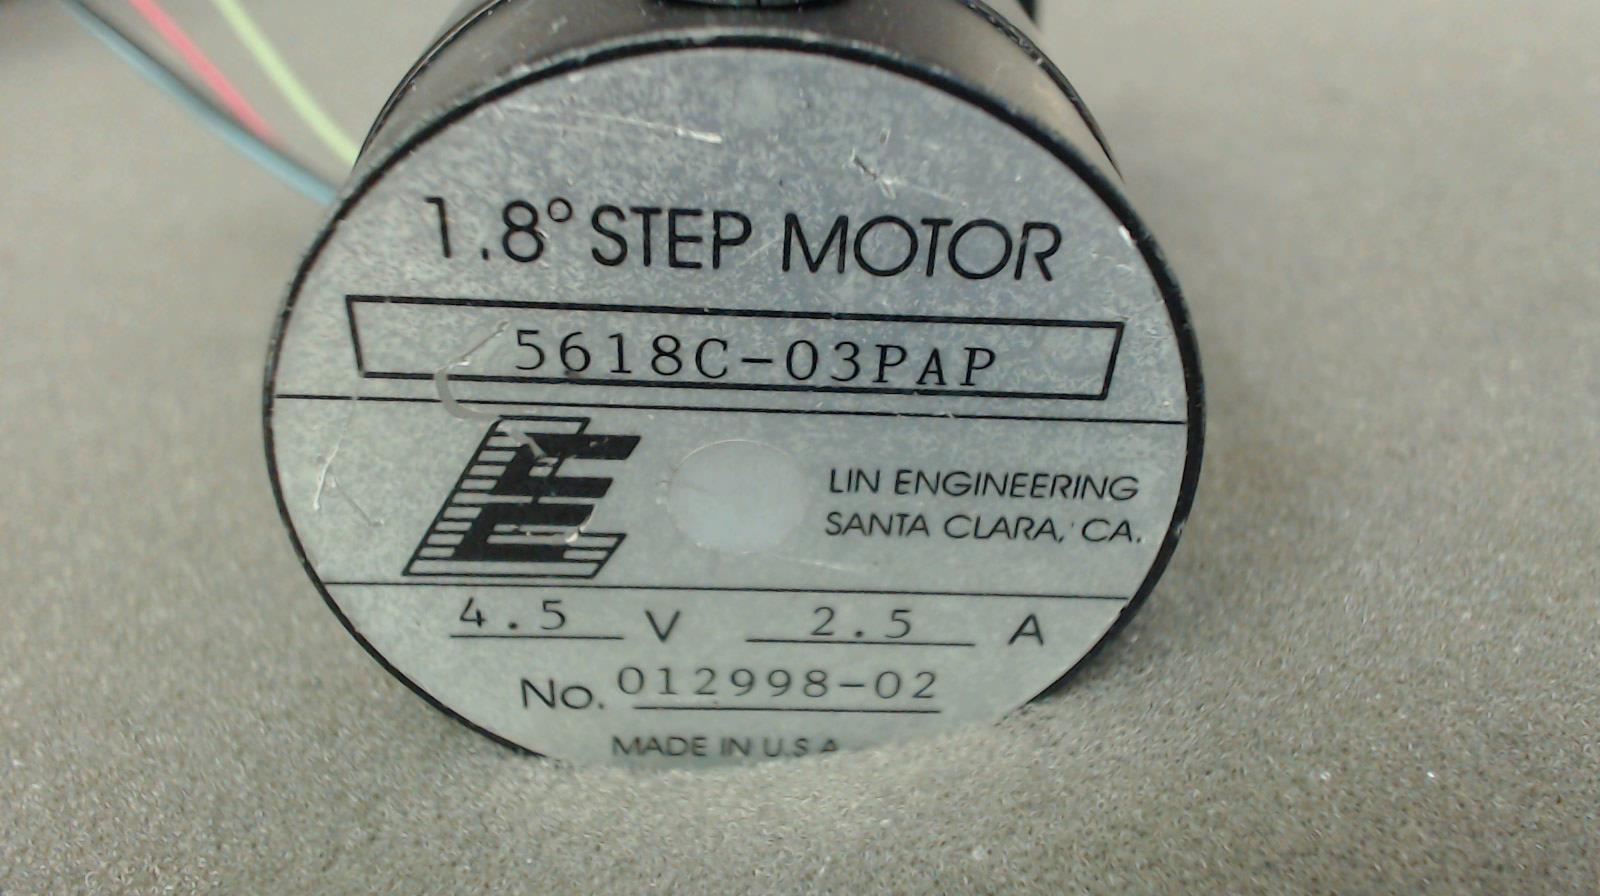 1.8° STEP MOTOR
5618C-03PAP
LIN ENGINEERING
SANTA CLARA, CA.
4.5 V 2.5 A
No. 012998-02
MADE IN U.S.A